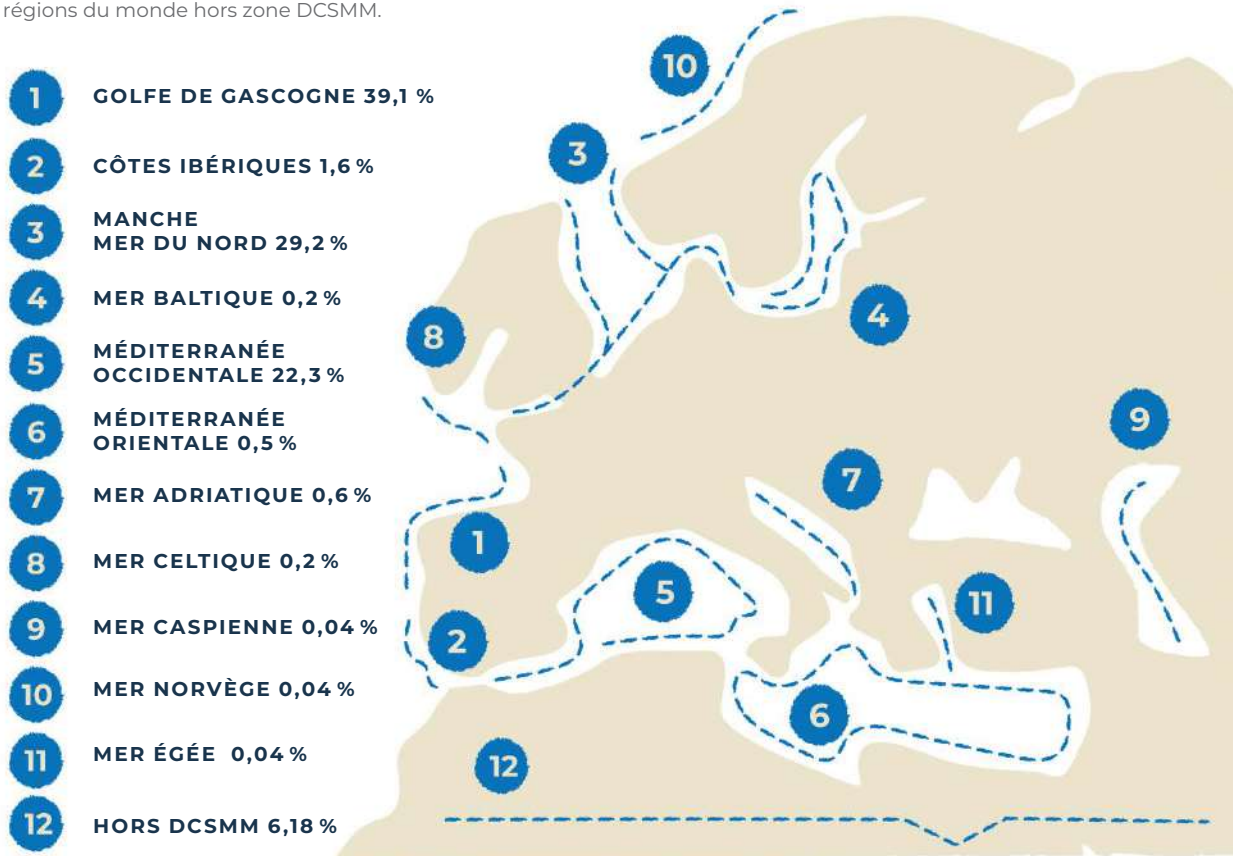 régions du monde hors zone DCSMM.
1 GOLFE DE GASCOGNE 39,1 %
2 CÔTES IBÉRIQUES 1,6 %
3 MANCHE
MER DU NORD 29,2 %
4 MER BALTIQUE 0,2 %
5 MÉDITERRANÉE
OCCIDENTALE 22,3 %
6 MÉDITERRANÉE
ORIENTALE 0,5 %
7 MER ADRIATIQUE 0,6 %
8 MER CELTIQUE 0,2 %
9 MER CASPIENNE 0,04 %
10 MER NORVÈGE 0,04 %
11 MER ÉGÉE 0,04 %
12 HORS DCSMM 6,18 %
10
3
8
4
9
7
1
5
11
2
6
12